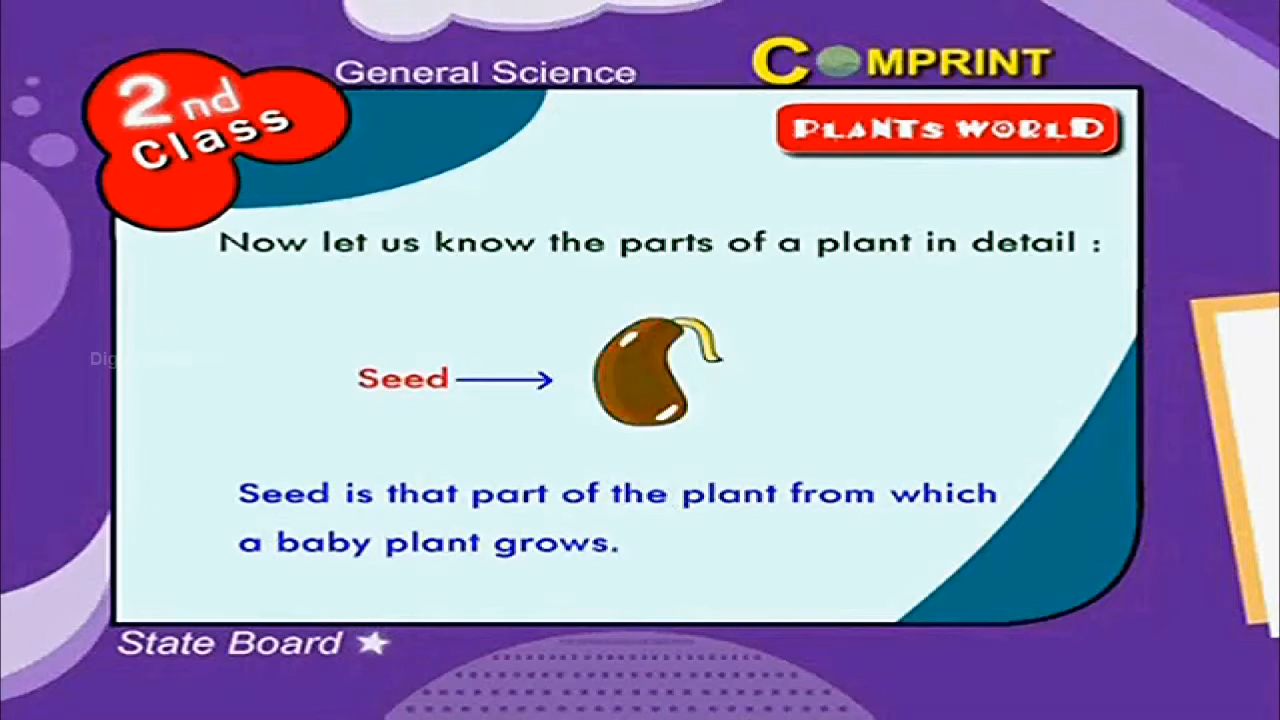 General Science
COMPRINT
2nd
Class
PLANTS WORLD
Now let us know the parts of a plant in detail :
Seed
Seed is that part of the plant from which
a baby plant grows.
State Board